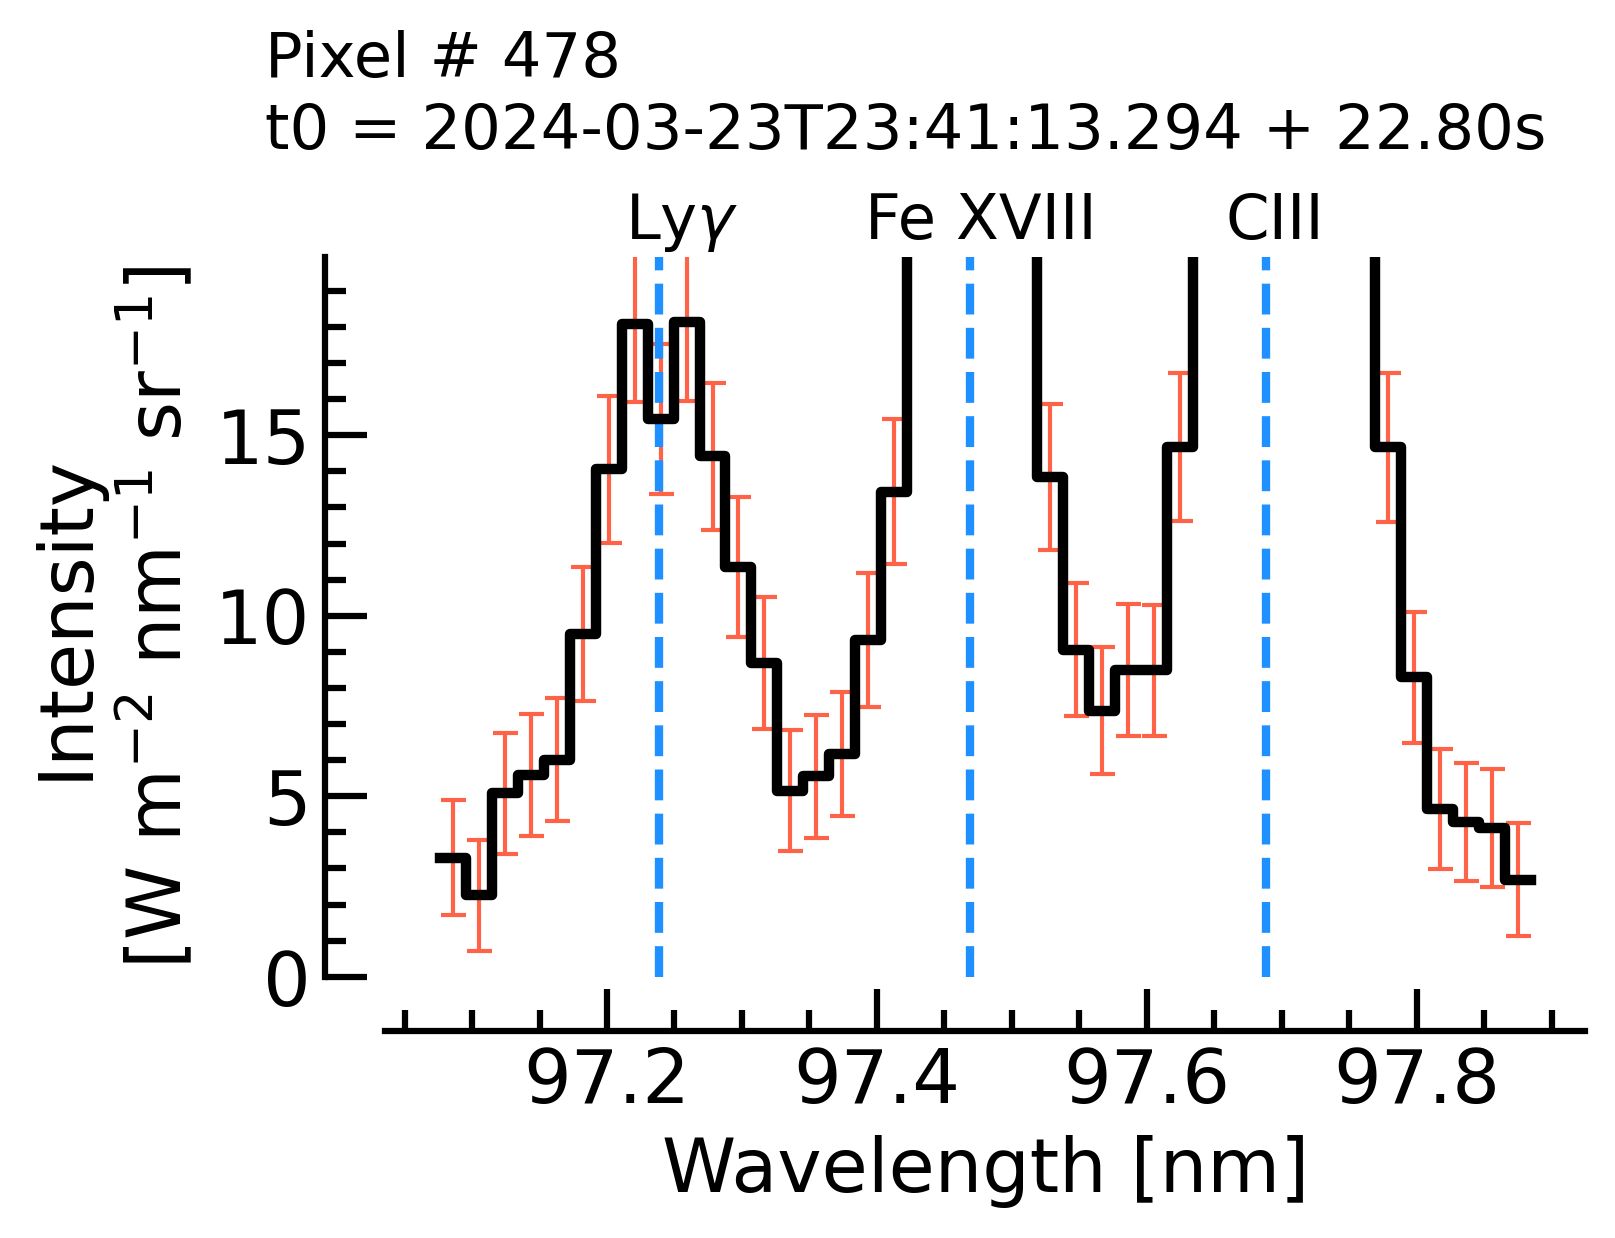 Pixel # 478
t0 = 2024-03-23T23:41:13.294 + 22.80s
Lyγ Fe XVIII CIII
Intensity
[W m⁻² nm⁻¹ sr⁻¹]
15
10
5
0
97.2 97.4 97.6 97.8
Wavelength [nm]